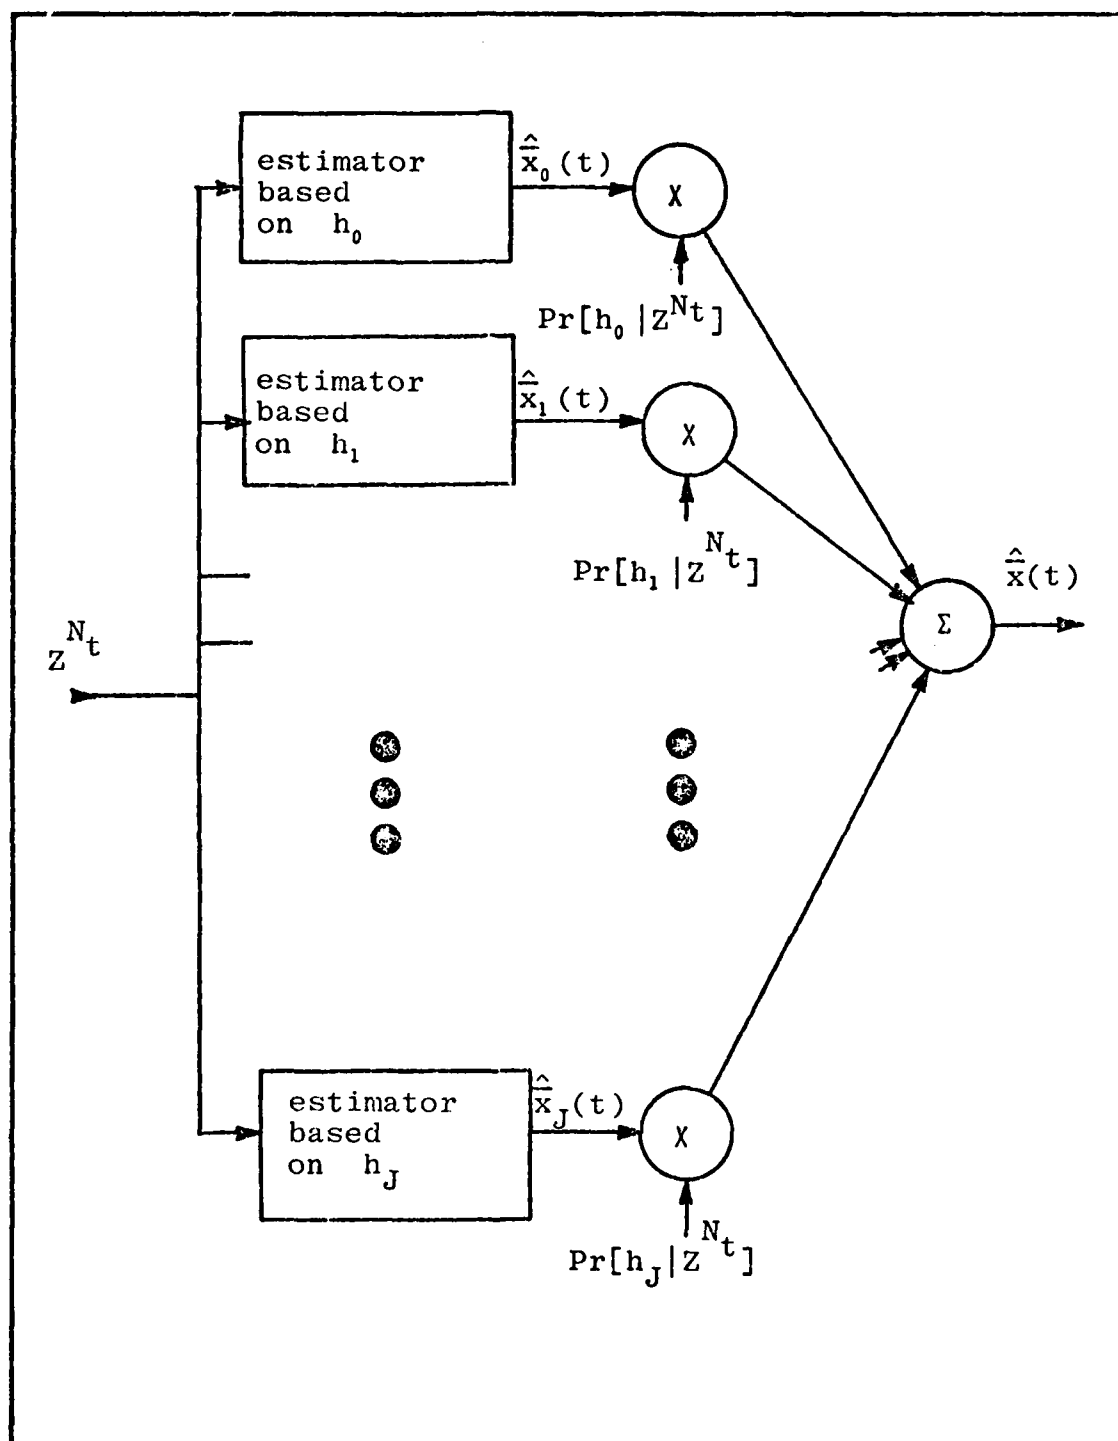 estimator
based
on h₀
x̲̂₀(t)
X
Pr[h₀|Z^Nt]
estimator
based
on h₁
x̲̂₁(t)
X
Pr[h₁|Z^Nt]
Z^Nt
Σ
x̲̂(t)
estimator
based
on h_J
x̲̂_J(t)
X
Pr[h_J|Z^Nt]